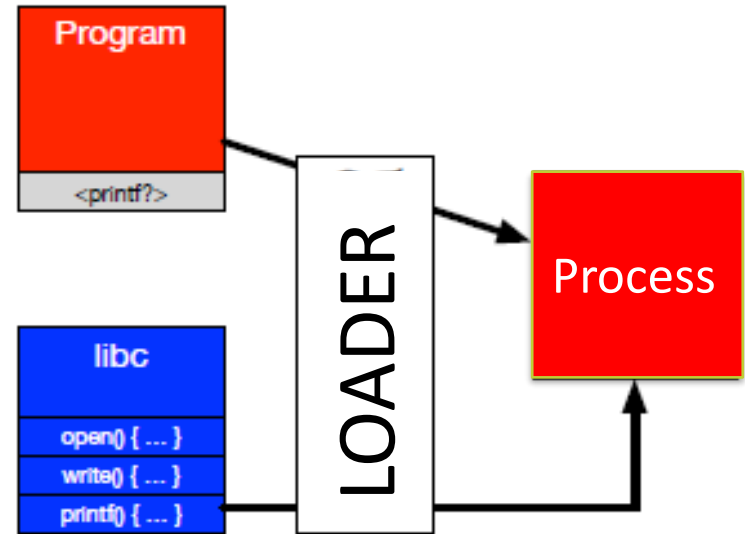 Program
<printf?>
libc
open() { ... }
write() { ... }
printf() { ... }
LOADER
Process